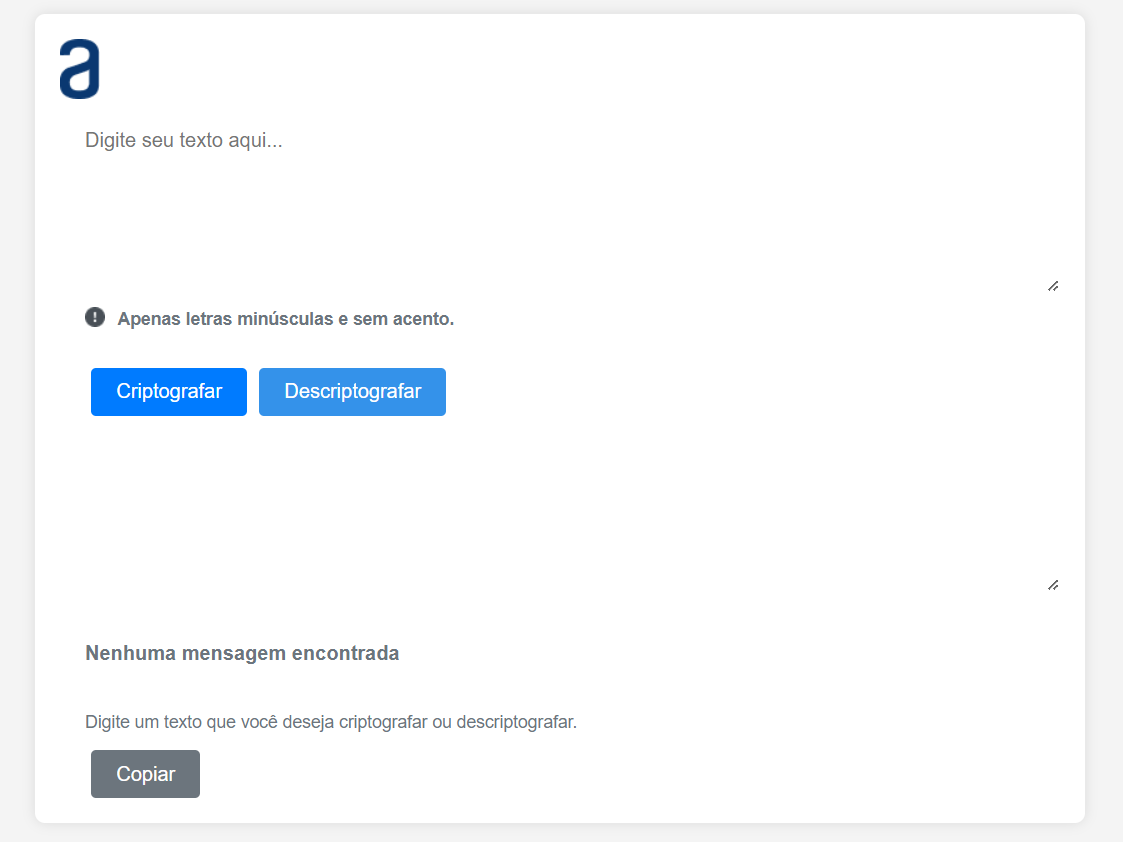 a
Digite seu texto aqui...
Apenas letras minúsculas e sem acento.
Criptografar Descriptografar
Nenhuma mensagem encontrada
Digite um texto que você deseja criptografar ou descriptografar.
Copiar